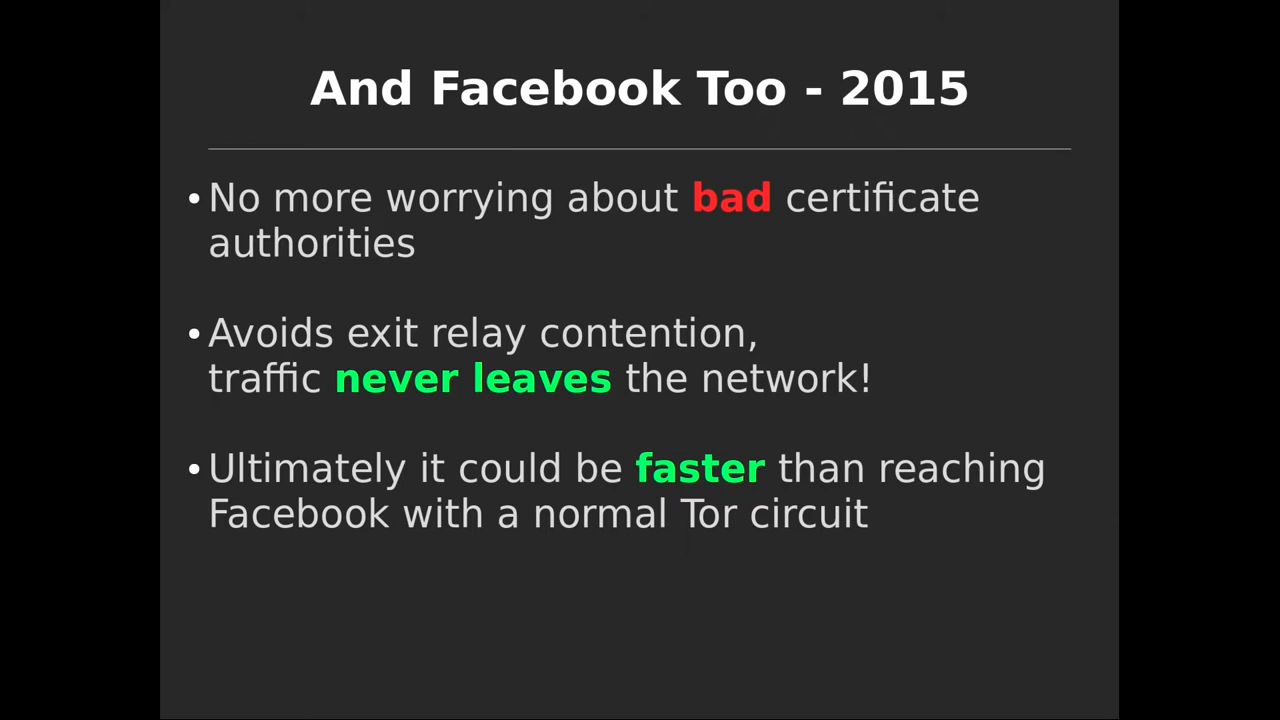 And Facebook Too - 2015
• No more worrying about bad certificate
authorities
• Avoids exit relay contention,
traffic never leaves the network!
• Ultimately it could be faster than reaching
Facebook with a normal Tor circuit